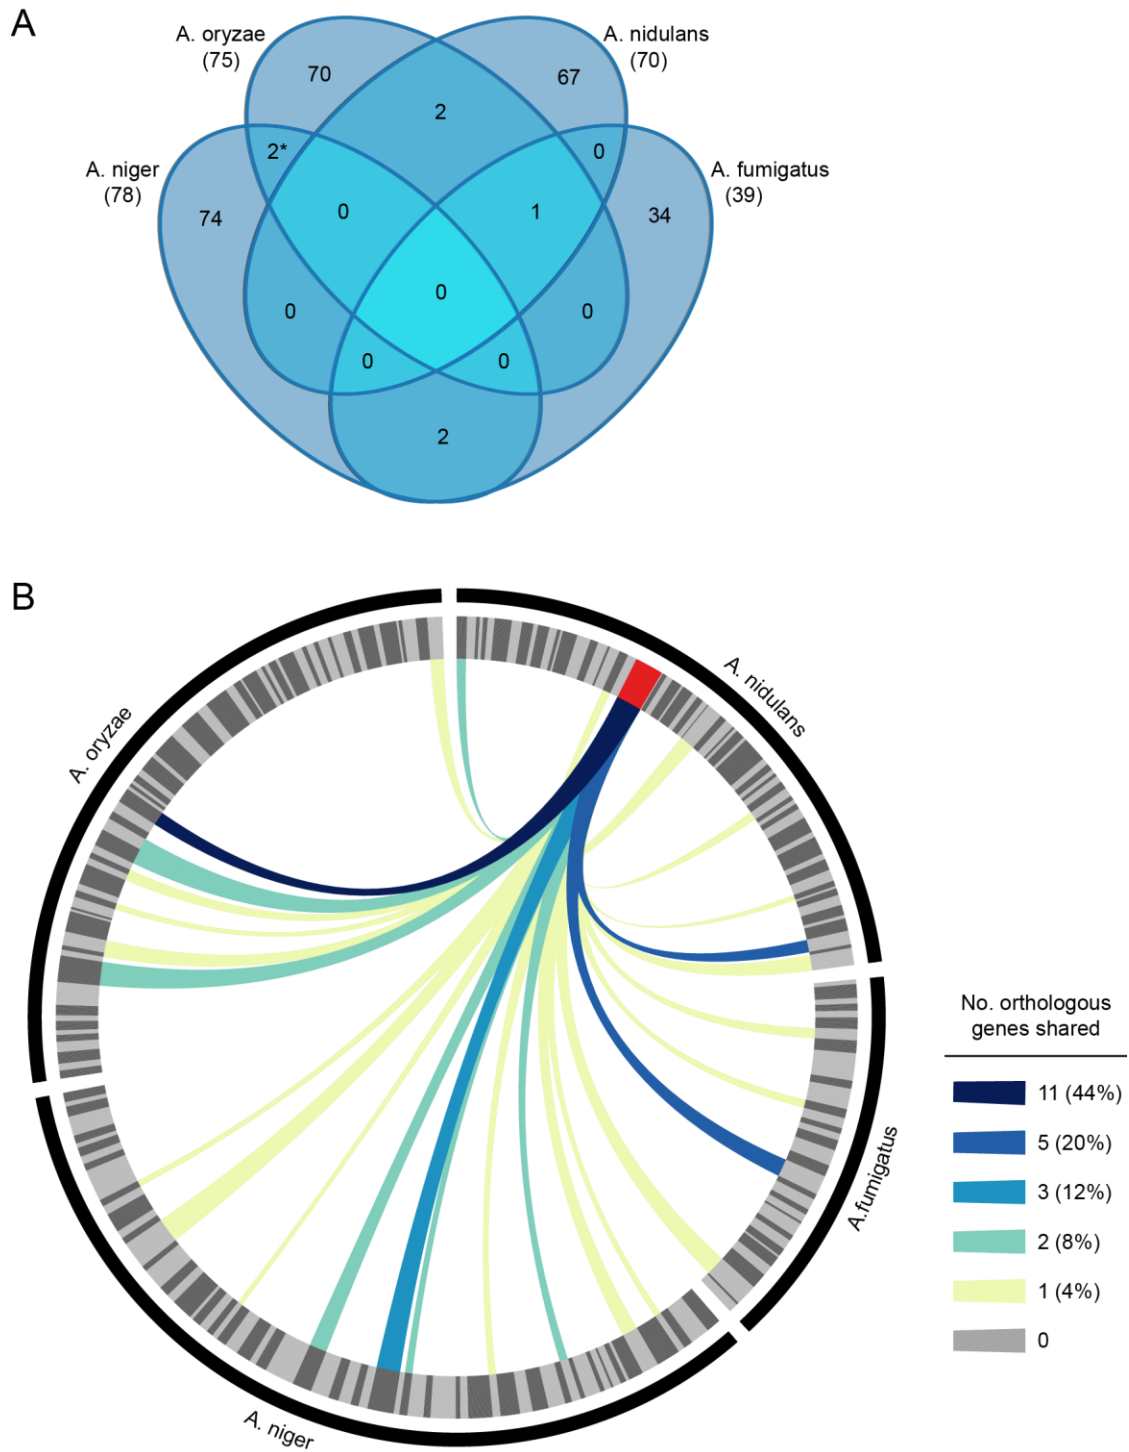 A
A. oryzae
(75)
A. nidulans
(70)
70
67
2
A. niger
(78)
2*
0
A. fumigatus
(39)
74
0
1
34
0
0
0
0
0
2
B
A. oryzae
A. nidulans
A.fumigatus
A. niger
No. orthologous
genes shared
11 (44%)
5 (20%)
3 (12%)
2 (8%)
1 (4%)
0